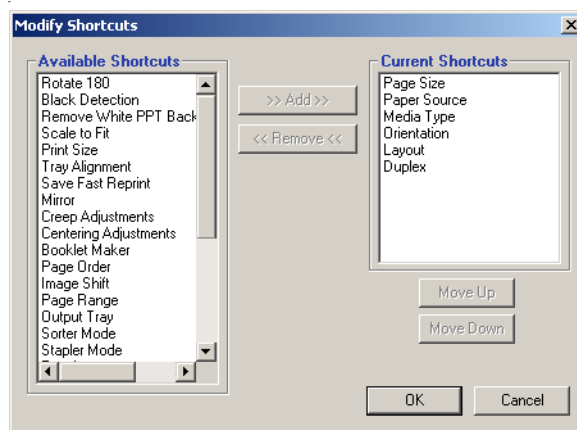 Modify Shortcuts
Available Shortcuts
Rotate 180
Black Detection
Remove White PPT Back
Scale to Fit
Print Size
Tray Alignment
Save Fast Reprint
Mirror
Creep Adjustments
Centering Adjustments
Booklet Maker
Page Order
Image Shift
Page Range
Output Tray
Sorter Mode
Stapler Mode
>> Add >>
<< Remove <<
Current Shortcuts
Page Size
Paper Source
Media Type
Orientation
Layout
Duplex
Move Up
Move Down
OK
Cancel